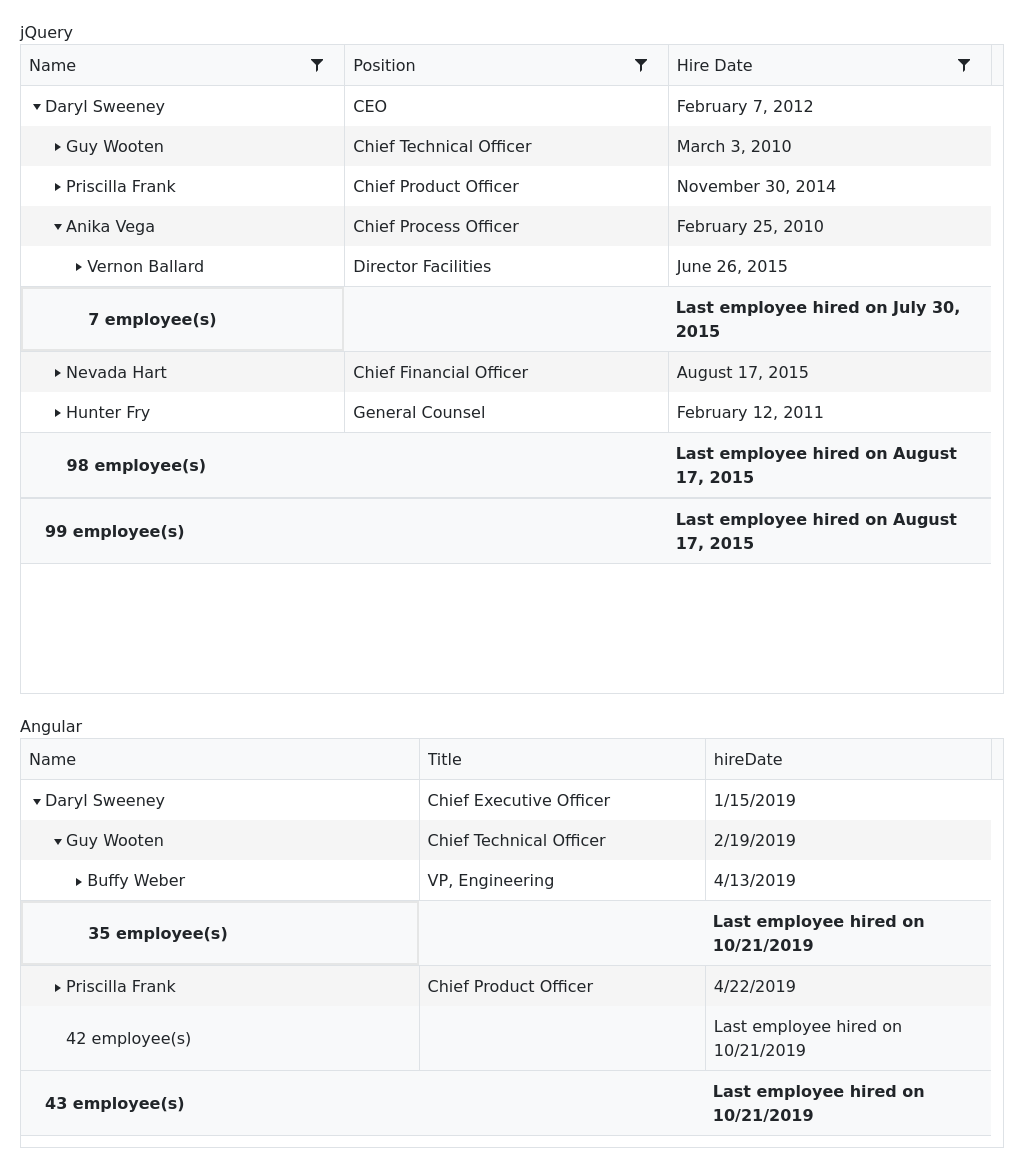 jQuery
Name Position Hire Date
Daryl Sweeney CEO February 7, 2012
Guy Wooten Chief Technical Officer March 3, 2010
Priscilla Frank Chief Product Officer November 30, 2014
Anika Vega Chief Process Officer February 25, 2010
Vernon Ballard Director Facilities June 26, 2015
7 employee(s) Last employee hired on July 30,
2015
Nevada Hart Chief Financial Officer August 17, 2015
Hunter Fry General Counsel February 12, 2011
98 employee(s) Last employee hired on August
17, 2015
99 employee(s) Last employee hired on August
17, 2015
Angular
Name Title hireDate
Daryl Sweeney Chief Executive Officer 1/15/2019
Guy Wooten Chief Technical Officer 2/19/2019
Buffy Weber VP, Engineering 4/13/2019
35 employee(s) Last employee hired on
10/21/2019
Priscilla Frank Chief Product Officer 4/22/2019
42 employee(s) Last employee hired on
10/21/2019
43 employee(s) Last employee hired on
10/21/2019